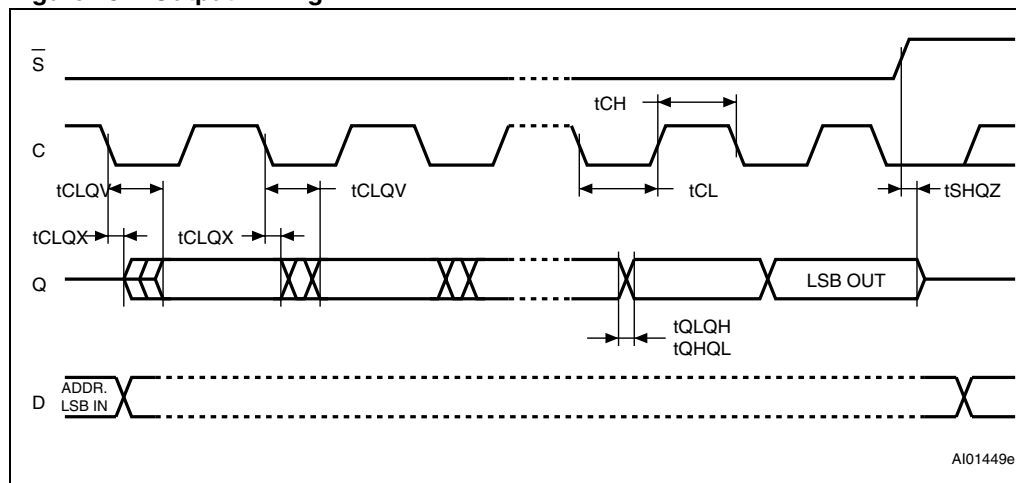 S
tCH
C
tCLQV
tCLQV
tCL
tSHQZ
tCLQX
tCLQX
Q
LSB OUT
tQLQH
tQHQL
ADDR.
D
LSB IN
AI01449e